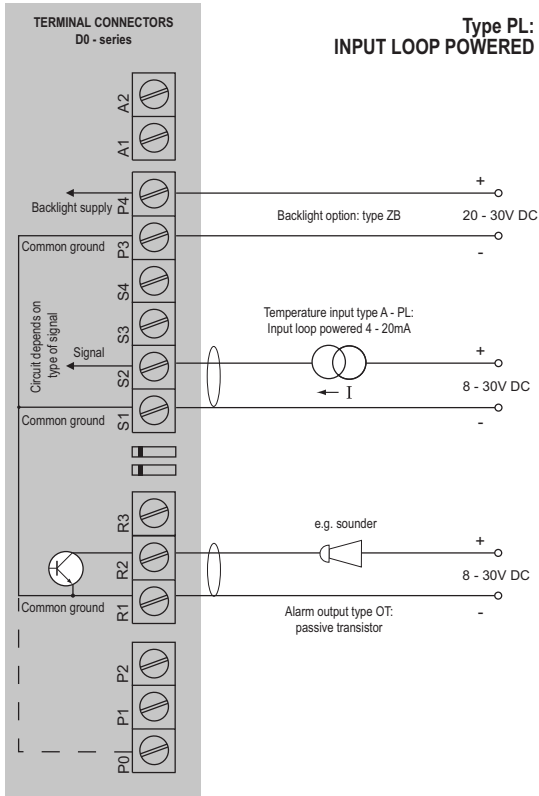 TERMINAL CONNECTORS
D0 - series
Type PL:
INPUT LOOP POWERED
A2
A1
P4
Backlight supply
Backlight option: type ZB
+
20 - 30V DC
-
P3
Common ground
S4
S3
Circuit depends on
type of signal
Temperature input type A - PL:
Input loop powered 4 - 20mA
Signal
S2
I
+
8 - 30V DC
-
Common ground
S1
R3
e.g. sounder
R2
+
8 - 30V DC
-
Common ground
R1
Alarm output type OT:
passive transistor
P2
P1
P0